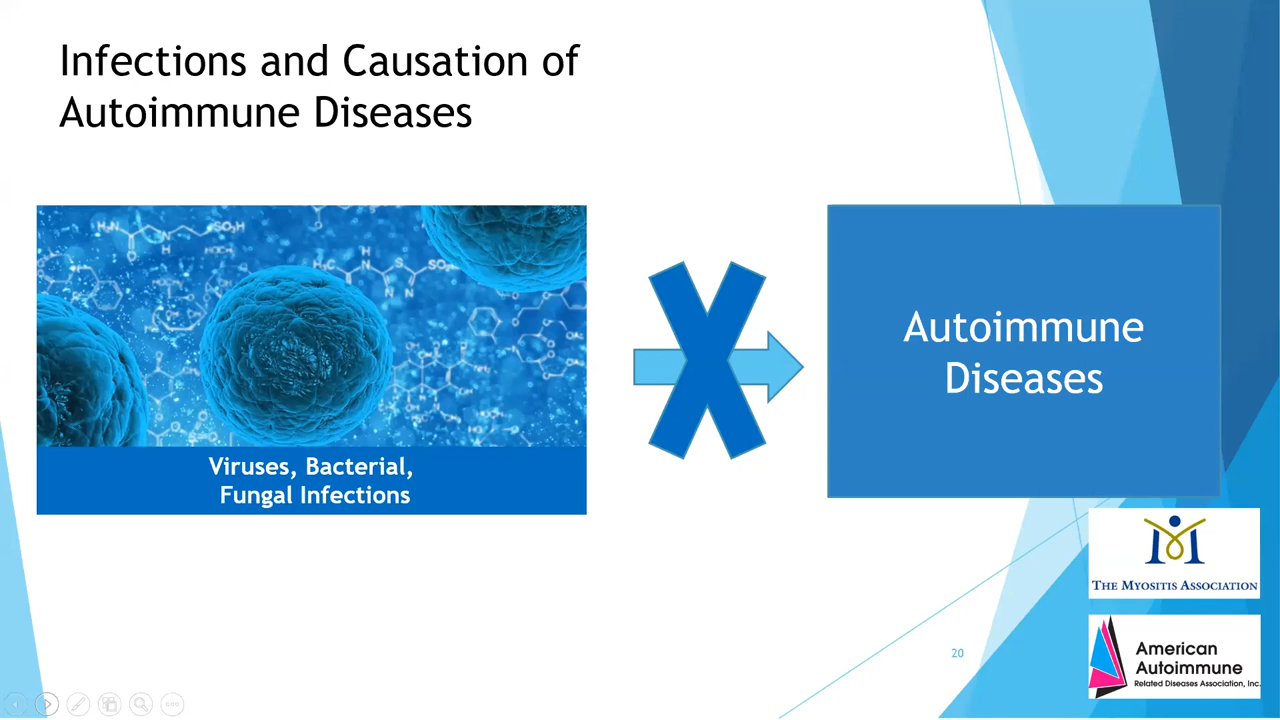 Infections and Causation of
Autoimmune Diseases
Viruses, Bacterial,
Fungal Infections
Autoimmune
Diseases
THE MYOSITIS ASSOCIATION
20
American
Autoimmune
Related Diseases Association, Inc.